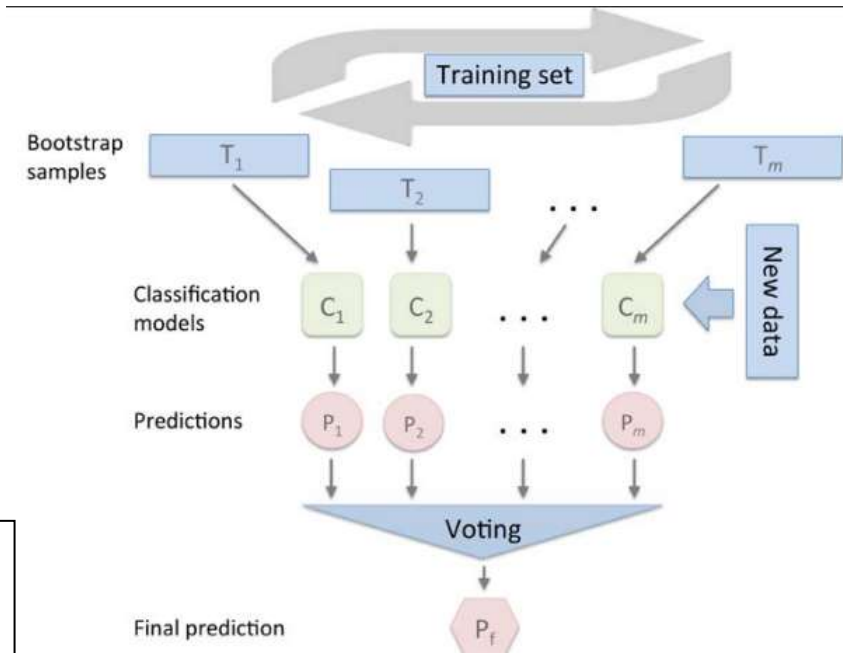 Training set
Bootstrap
samples
T1
T2
. . .
Tm
New data
Classification
models
C1
C2
. . .
Cm
Predictions
P1
P2
. . .
Pm
Voting
Final prediction
Pf